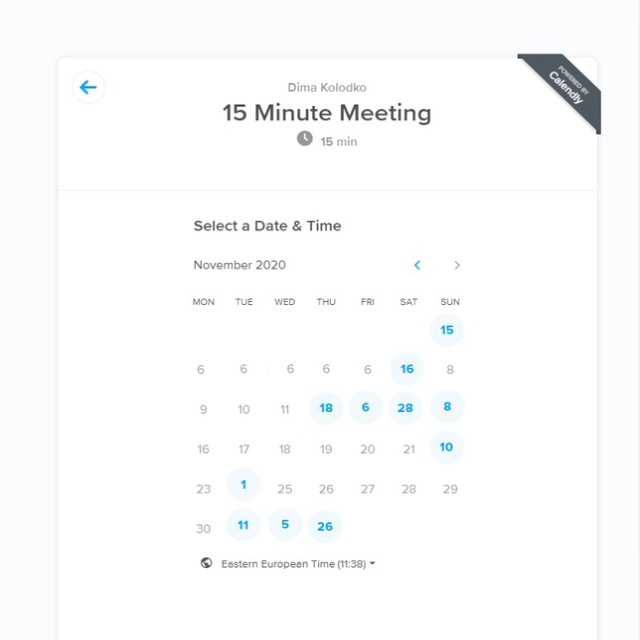 POWERED BY
Calendly
Dima Kolodko
15 Minute Meeting
15 min
Select a Date & Time
November 2020
MON TUE WED THU FRI SAT SUN
15
6 6 6 6 6 16 8
9 10 11 18 6 28 8
16 17 18 19 20 21 10
23 1 25 26 27 28 29
30 11 5 26
Eastern European Time (11:38)